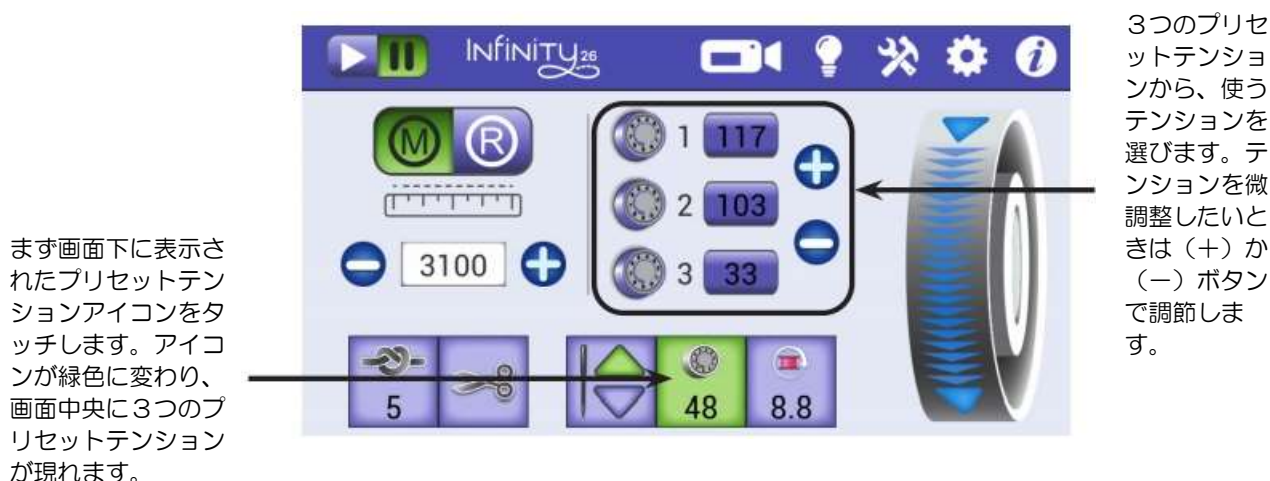 まず画面下に表示さ
れたプリセットテン
ションアイコンをタ
ッチします。アイコ
ンが緑色に変わり、
画面中央に３つのプ
リセットテンション
が現れます。
INFINITY 26
M R
1 117
2 103
3 33
3100
5
48
8.8
３つのプリセ
ットテンショ
ンから、使う
テンションを
選びます。テ
ンションを微
調整したいと
きは（＋）か
（－）ボタン
で調節しま
す。